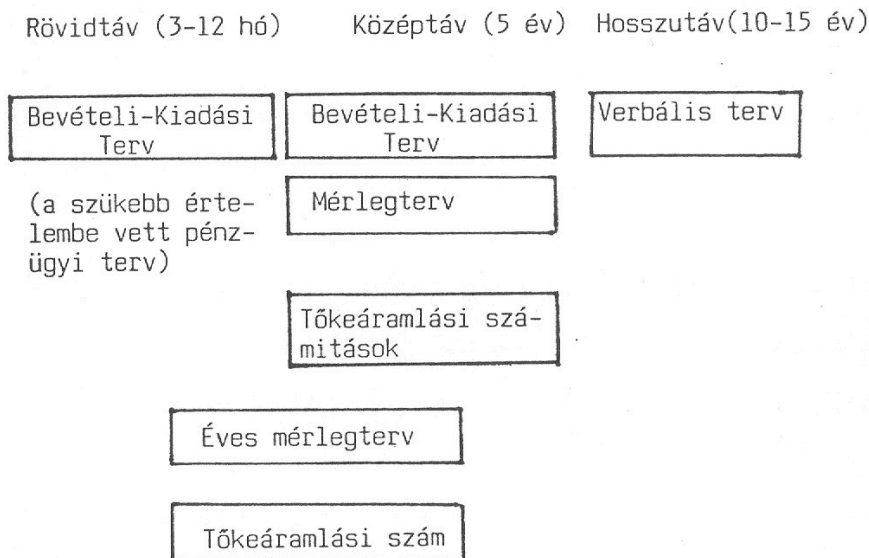 Rövidtáv (3-12 hó) Középtáv (5 év) Hosszutáv(10-15 év)
Bevételi-Kiadási Terv
Bevételi-Kiadási Terv
Verbális terv
(a szükebb érte-
lembe vett pénz-
ügyi terv)
Mérlegterv
Tőkeáramlási szá-
mitások
Éves mérlegterv
Tőkeáramlási szám